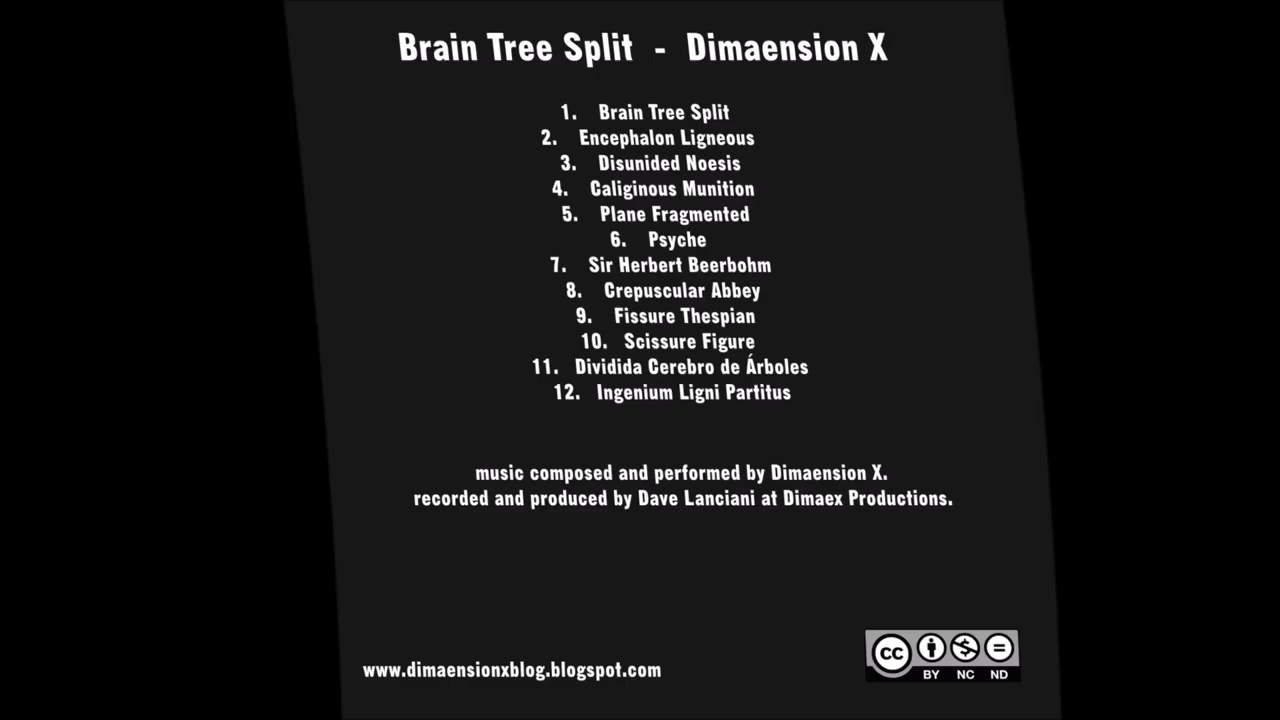 Brain Tree Split - Dimaension X
1. Brain Tree Split
2. Encephalon Ligneous
3. Disunided Noesis
4. Caliginous Munition
5. Plane Fragmented
6. Psyche
7. Sir Herbert Beerbohm
8. Crepuscular Abbey
9. Fissure Thespian
10. Scissure Figure
11. Dividida Cerebro de Árboles
12. Ingenium Ligni Partitus
music composed and performed by Dimaension X.
recorded and produced by Dave Lanciani at Dimaex Productions.
www.dimaensionxblog.blogspot.com
cc
BY NC ND